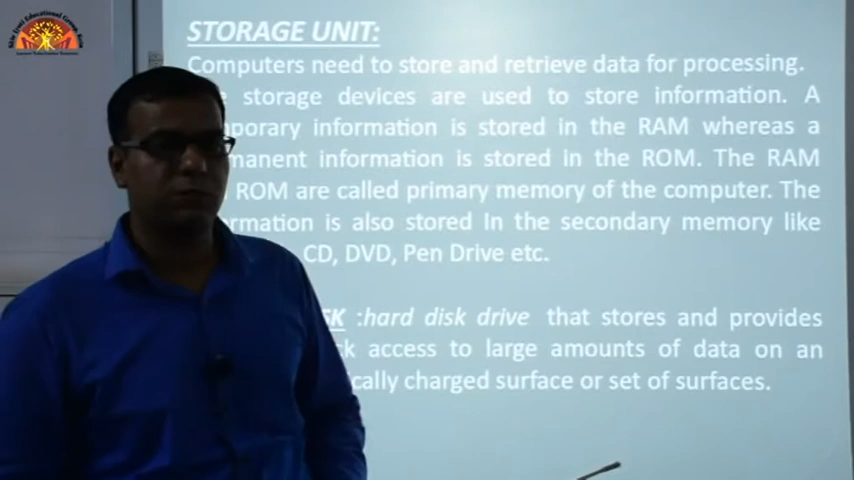 STORAGE UNIT:
Computers need to store and retrieve data for processing.
storage devices are used to store information. A
porary information is stored in the RAM whereas a
manent information is stored in the ROM. The RAM
ROM are called primary memory of the computer. The
rmation is also stored In the secondary memory like
CD, DVD, Pen Drive etc.
SK :hard disk drive that stores and provides
ck access to large amounts of data on an
ically charged surface or set of surfaces.